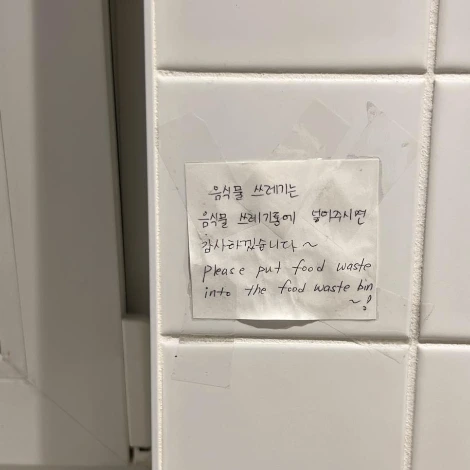 음식물 쓰레기는
음식물 쓰레기통에 넣어주시면
감사하겠습니다~
please put food waste
into the food waste bin
~!